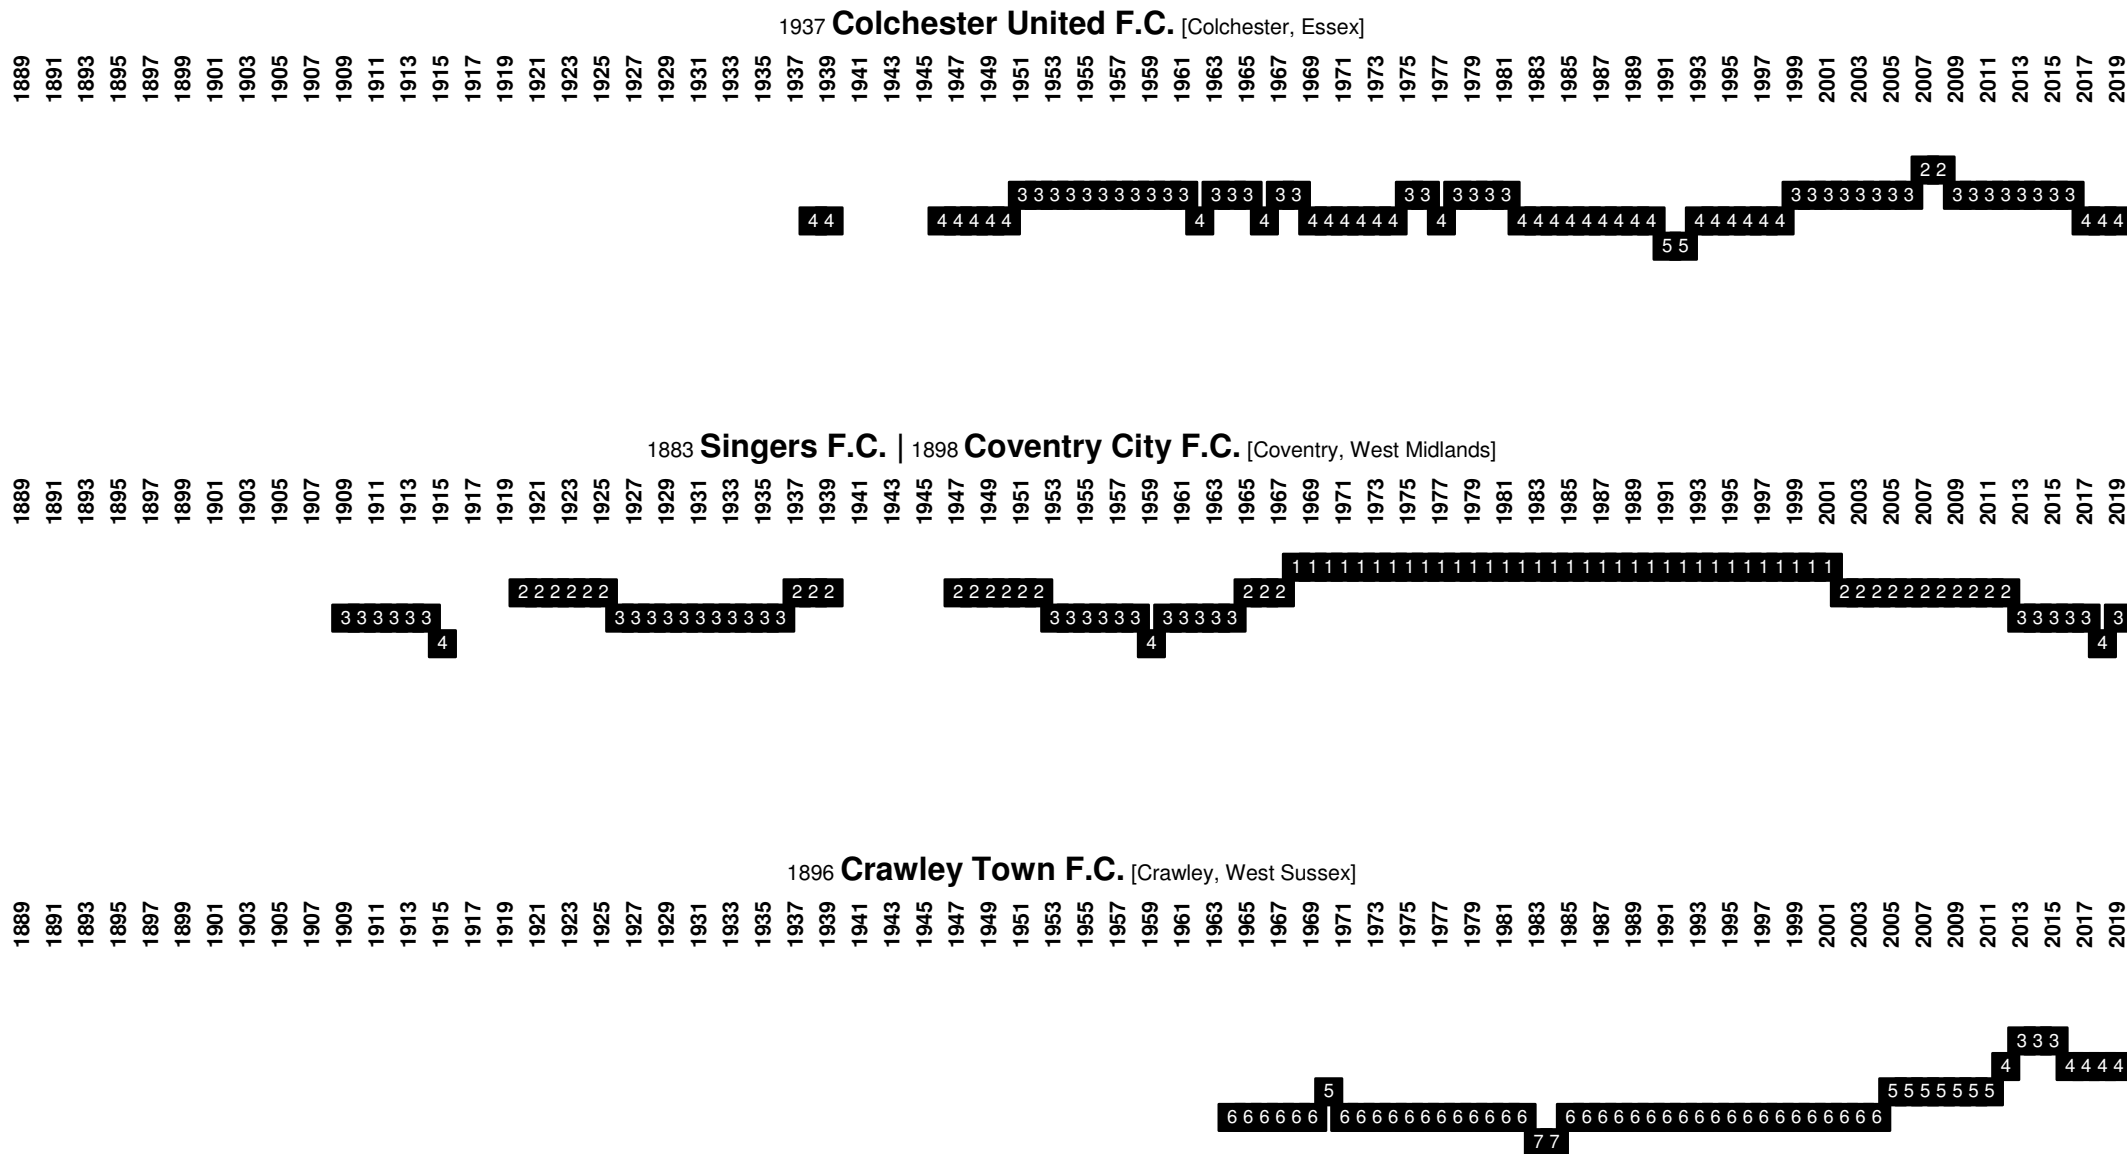 1937 Colchester United F.C. [Colchester, Essex]
1889 1891 1893 1895 1897 1899 1901 1903 1905 1907 1909 1911 1913 1915 1917 1919 1921 1923 1925 1927 1929 1931 1933 1935 1937 1939 1941 1943 1945 1947 1949 1951 1953 1955 1957 1959 1961 1963 1965 1967 1969 1971 1973 1975 1977 1979 1981 1983 1985 1987 1989 1991 1993 1995 1997 1999 2001 2003 2005 2007 2009 2011 2013 2015 2017 2019
2 2
3 3 3 3 3 3 3 3 3 3 3 3 3 3 3 3 3 3 3 3 3 3 3 3 3 3 3 3 3 3 3 3 3 3 3 3 3 3
4 4 4 4 4 4 4 4 4 4 4 4 4 4 4 4 4 4 4 4 4 4 4 4 4 4 4 4 4 4 4 4 4 4
5 5
1883 Singers F.C. | 1898 Coventry City F.C. [Coventry, West Midlands]
1889 1891 1893 1895 1897 1899 1901 1903 1905 1907 1909 1911 1913 1915 1917 1919 1921 1923 1925 1927 1929 1931 1933 1935 1937 1939 1941 1943 1945 1947 1949 1951 1953 1955 1957 1959 1961 1963 1965 1967 1969 1971 1973 1975 1977 1979 1981 1983 1985 1987 1989 1991 1993 1995 1997 1999 2001 2003 2005 2007 2009 2011 2013 2015 2017 2019
1 1 1 1 1 1 1 1 1 1 1 1 1 1 1 1 1 1 1 1 1 1 1 1 1 1 1 1 1 1 1 1 1 1
2 2 2 2 2 2 2 2 2 2 2 2 2 2 2 2 2 2 2 2 2 2 2 2 2 2 2 2 2
3 3 3 3 3 3 3 3 3 3 3 3 3 3 3 3 3 3 3 3 3 3 3 3 3 3 3 3 3 3 3 3 3 3
4 4 4
1896 Crawley Town F.C. [Crawley, West Sussex]
1889 1891 1893 1895 1897 1899 1901 1903 1905 1907 1909 1911 1913 1915 1917 1919 1921 1923 1925 1927 1929 1931 1933 1935 1937 1939 1941 1943 1945 1947 1949 1951 1953 1955 1957 1959 1961 1963 1965 1967 1969 1971 1973 1975 1977 1979 1981 1983 1985 1987 1989 1991 1993 1995 1997 1999 2001 2003 2005 2007 2009 2011 2013 2015 2017 2019
3 3 3
4 4 4 4 4
5 5 5 5 5 5 5 5
6 6 6 6 6 6 6 6 6 6 6 6 6 6 6 6 6 6 6 6 6 6 6 6 6 6 6 6 6 6 6 6 6 6 6 6 6 6
7 7